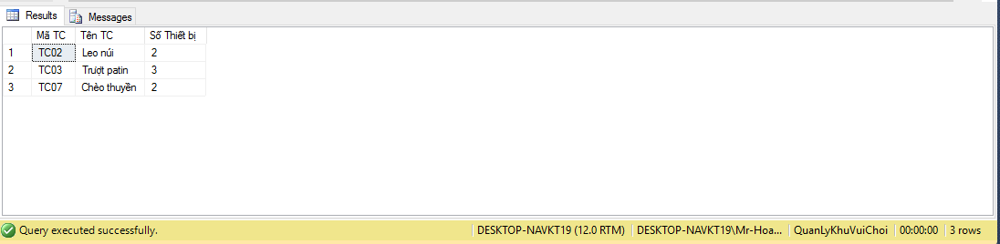 Results Messages
Mã TC Tên TC Số Thiết bị
1 TC02 Leo núi 2
2 TC03 Trượt patin 3
3 TC07 Chèo thuyền 2
Query executed successfully. DESKTOP-NAVKT19 (12.0 RTM) DESKTOP-NAVKT19\Mr-Hoa... QuanLyKhuVuiChoi 00:00:00 3 rows